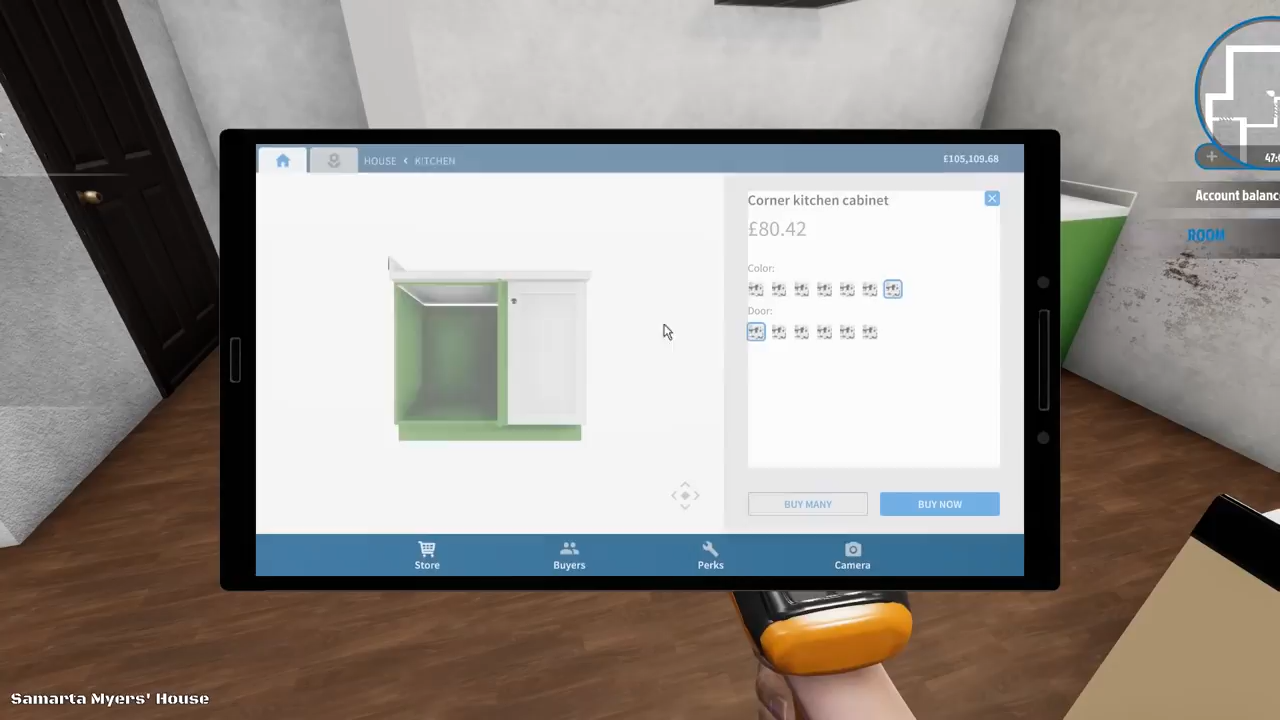 HOUSE < KITCHEN
£105,109.68
Corner kitchen cabinet
£80.42
Color:
Door:
BUY MANY
BUY NOW
Store
Buyers
Perks
Camera
Account balanc
ROOM
Samarta Myers' House